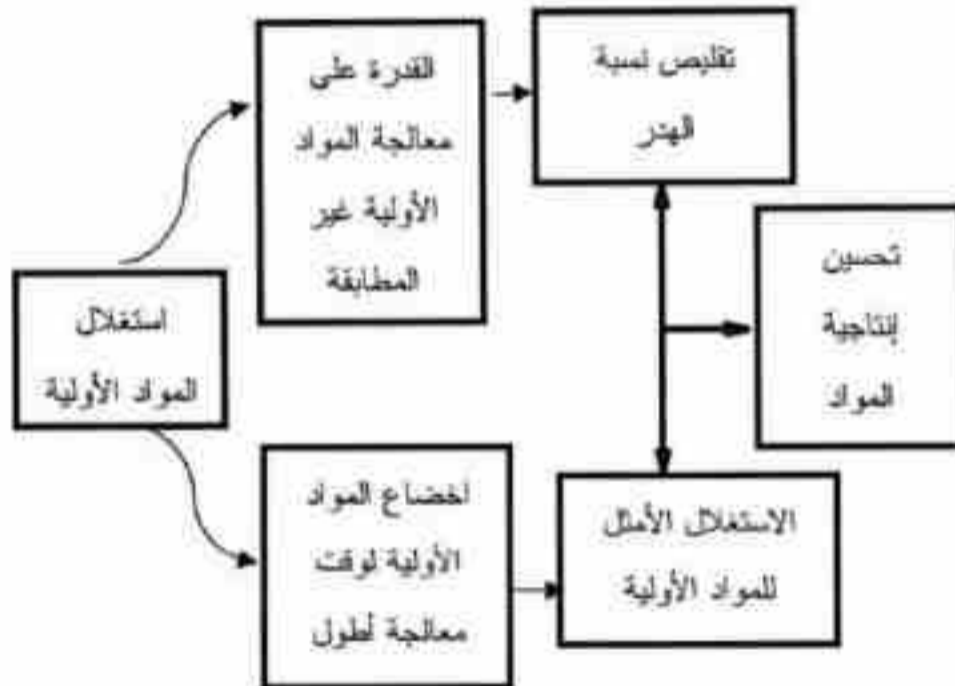 القدرة على
معالجة المواد
الأولية غير
المطابقة
تقليص نسبة
الهدر
تحسين
إنتاجية
المواد
استغلال
المواد الأولية
اخضاع المواد
الأولية لوقت
معالجة أطول
الاستغلال الأمثل
للمواد الأولية